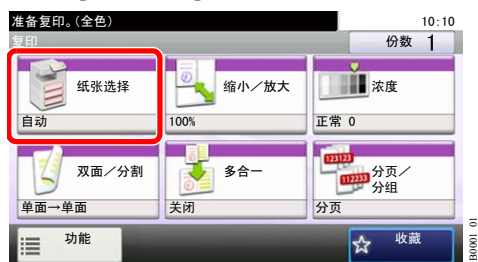 准备复印。(全色)
10:10
复印
份数 1
纸张选择
自动
缩小／放大
100%
浓度
正常 0
双面／分割
单面→单面
多合一
关闭
123123
112233
分页／
分组
分页
功能
收藏
B0001_01